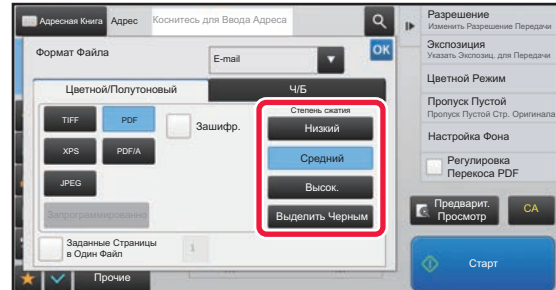 Адресная Книга
Адрес
Коснитесь для Ввода Адреса
Разрешение
Изменить Разрешение Передачи
Формат Файла
E-mail
OK
Экспозиция
Указать Экспозиц. для Передачи
Цветной/Полутоновый
Ч/Б
Цветной Режим
TIFF
PDF
Зашифр.
Степень сжатия
Низкий
Пропуск Пустой
Пропуск Пустой Стр. Оригинала
XPS
PDF/A
Средний
Настройка Фона
JPEG
Высок.
Регулировка
Перекоса PDF
Запрограммированно
Выделить Черным
Предварит.
Просмотр
CA
Заданные Страницы
в Один Файл
1
Старт
Прочие